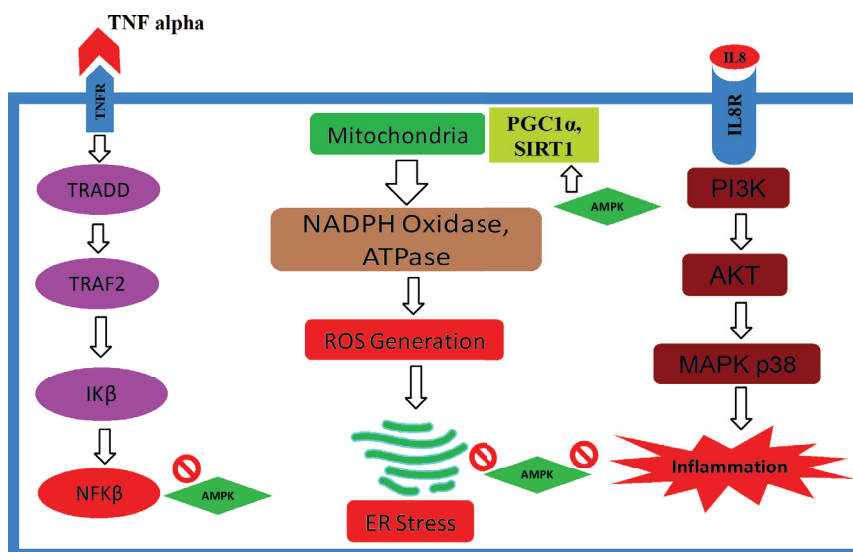 TNF alpha
TNFR
TRADD
TRAF2
IKβ
NFKβ
AMPK
Mitochondria
PGC1α,
SIRT1
AMPK
NADPH Oxidase,
ATPase
ROS Generation
ER Stress
AMPK
IL8
IL8R
PI3K
AKT
MAPK p38
Inflammation